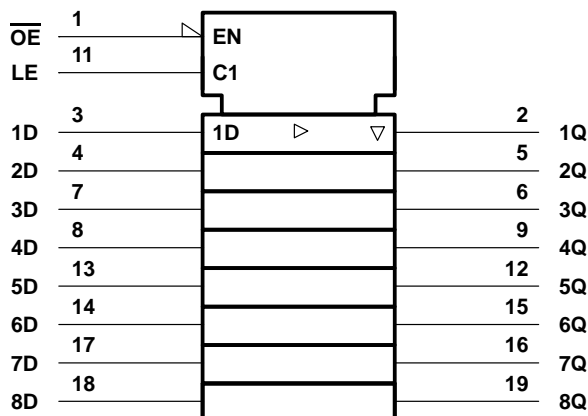 1
O̅E̅ EN
11
LE C1
3 2
1D 1D 1Q
4 5
2D 2Q
7 6
3D 3Q
8 9
4D 4Q
13 12
5D 5Q
14 15
6D 6Q
17 16
7D 7Q
18 19
8D 8Q